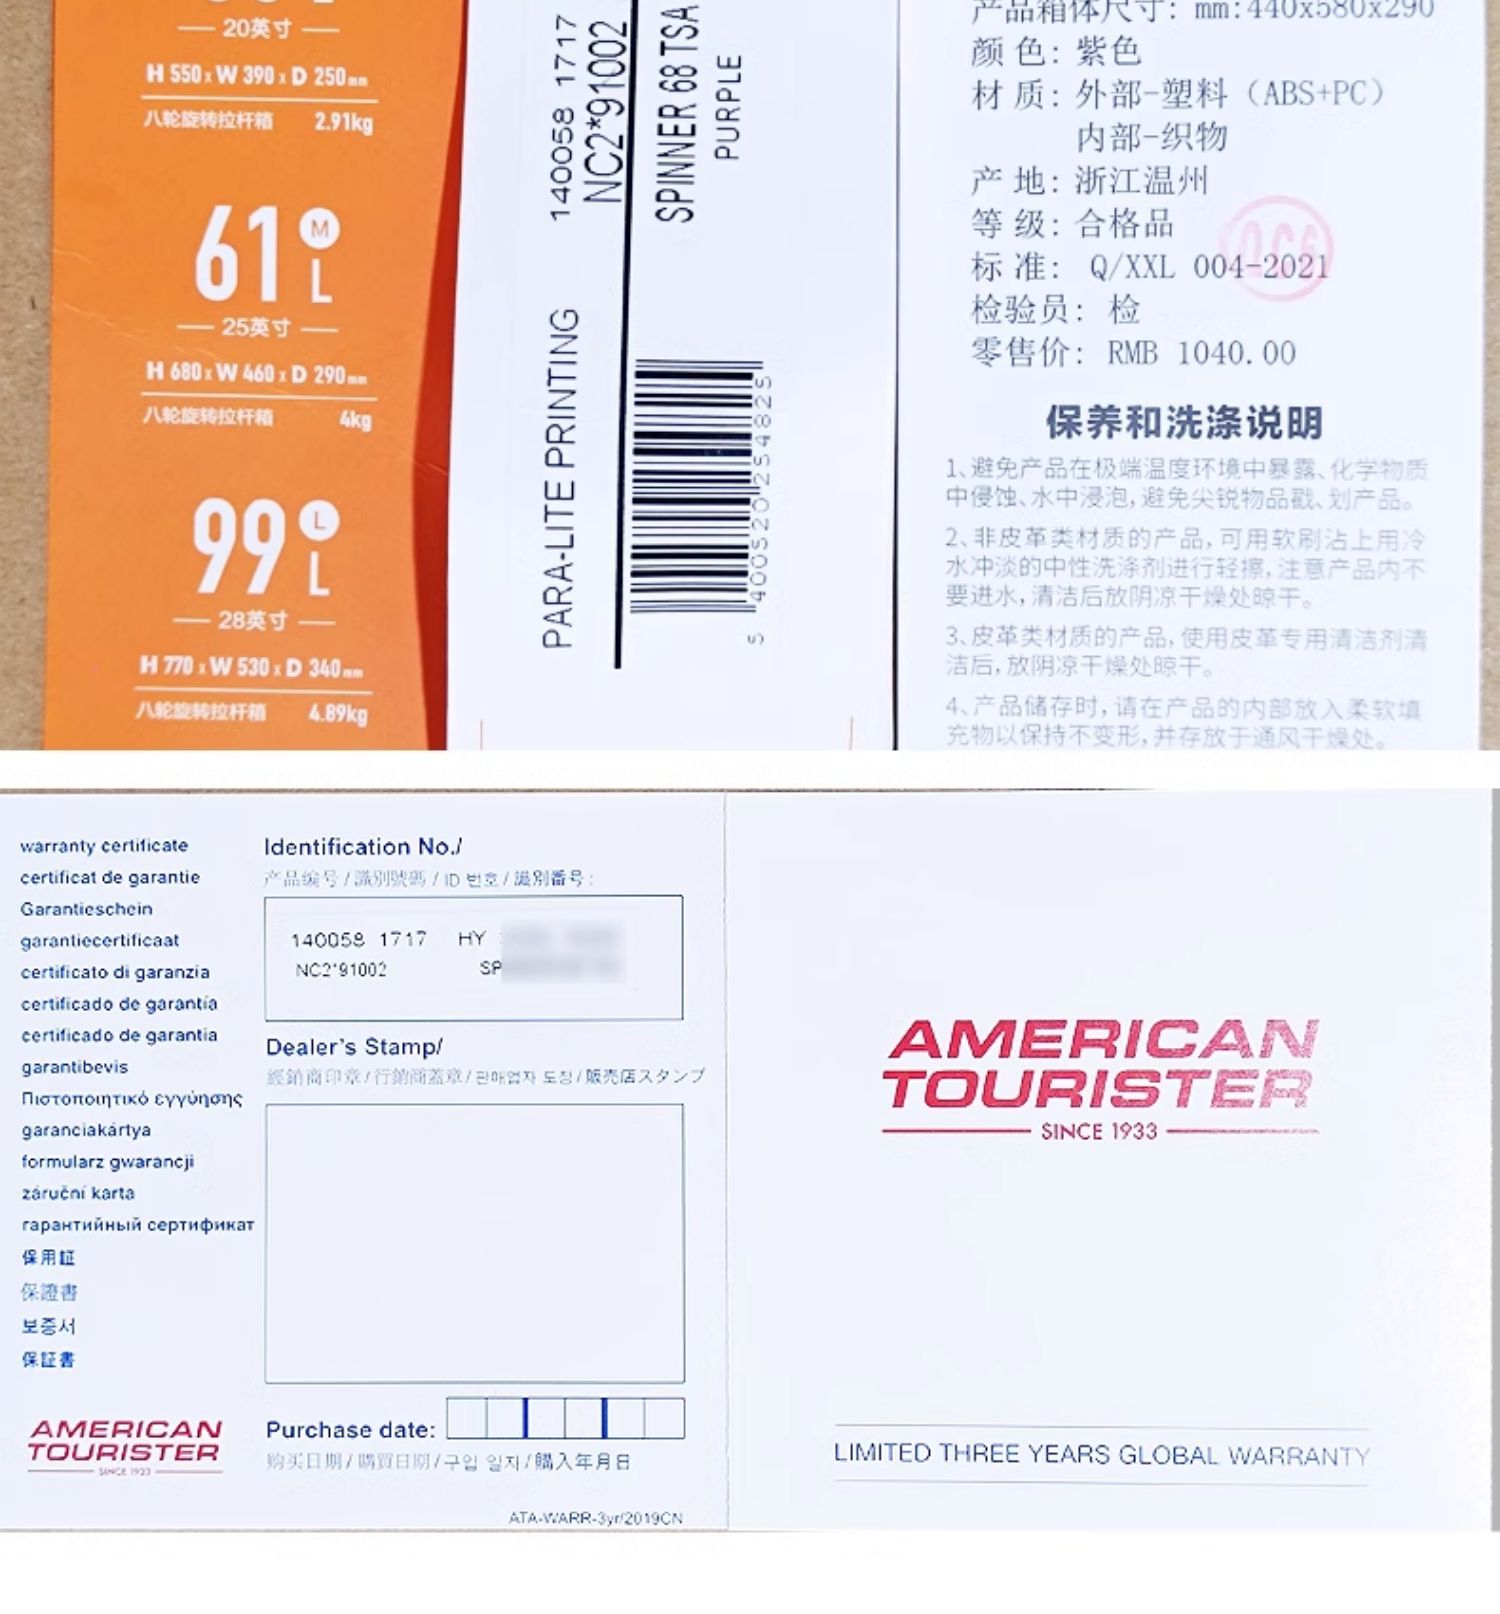 20英寸
H 550 x W 390 x D 250mm
八轮旋转拉杆箱 2.91kg
61 M L
25英寸
H 680 x W 460 x D 290mm
八轮旋转拉杆箱 4kg
99 L L
28英寸
H 770 x W 530 x D 340mm
八轮旋转拉杆箱 4.89kg
PARA-LITE PRINTING 140058 1717
NC2*91002
SPINNER 68 TSA
PURPLE
5 400520 254825
产品箱体尺寸: mm:440x580x290
颜 色: 紫色
材 质: 外部-塑料（ABS+PC）
内部-织物
产 地: 浙江温州
等 级: 合格品
标 准: Q/XXL 004-2021
检验员: 检
零售价: RMB 1040.00
保养和洗涤说明
1、避免产品在极端温度环境中暴露、化学物质
中侵蚀、水中浸泡，避免尖锐物品戳、划产品。
2、非皮革类材质的产品，可用软刷沾上用冷
水冲淡的中性洗涤剂进行轻擦，注意产品内不
要进水，清洁后放阴凉干燥处晾干。
3、皮革类材质的产品，使用皮革专用清洁剂清
洁后，放阴凉干燥处晾干。
4、产品储存时，请在产品的内部放入柔软填
充物以保持不变形，并存放于通风干燥处。
warranty certificate
certificat de garantie
Garantieschein
garantiecertificaat
certificato di garanzia
certificado de garantía
certificado de garantia
garantibevis
Πιστοποιητικό εγγύησης
garanciakártya
formularz gwarancji
záruční karta
гарантийный сертификат
保用証
保證書
보증서
保証書
AMERICAN
TOURISTER
SINCE 1933
Identification No./
产品编号 / 識別號碼 / ID 번호 / 識別番号:
140058 1717 HY
NC2*91002 SP
Dealer's Stamp/
經銷商印章 / 行銷商蓋章 / 판매업자 도장 / 販売店スタンプ
Purchase date:
购买日期 / 購買日期 / 구입 일자 / 購入年月日
ATA-WARR-3yr/2019CN
AMERICAN
TOURISTER
SINCE 1933
LIMITED THREE YEARS GLOBAL WARRANTY